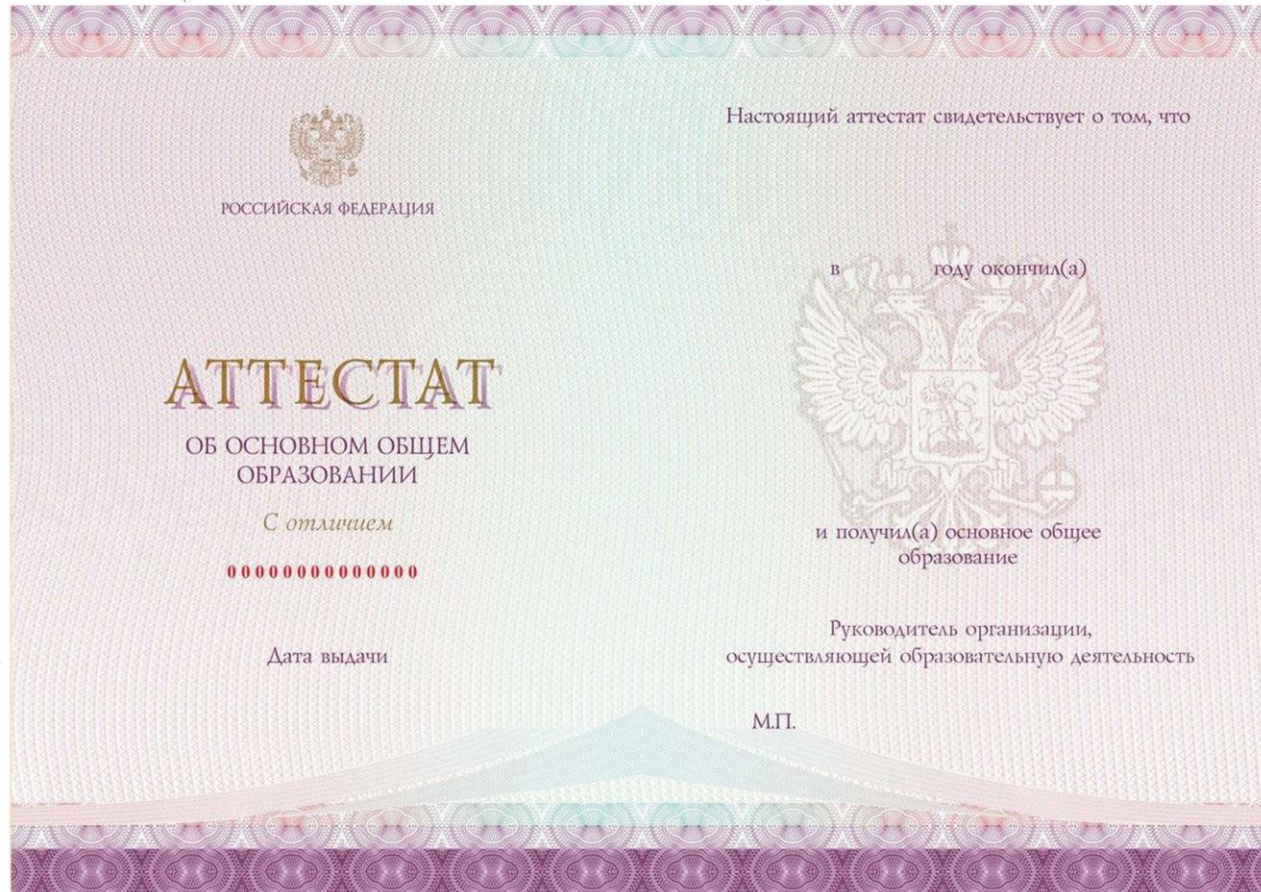 РОССИЙСКАЯ ФЕДЕРАЦИЯ
АТТЕСТАТ
ОБ ОСНОВНОМ ОБЩЕМ
ОБРАЗОВАНИИ
С отличием
00000000000000
Дата выдачи
Настоящий аттестат свидетельствует о том, что
в году окончил(а)
и получил(а) основное общее
образование
Руководитель организации,
осуществляющей образовательную деятельность
М.П.